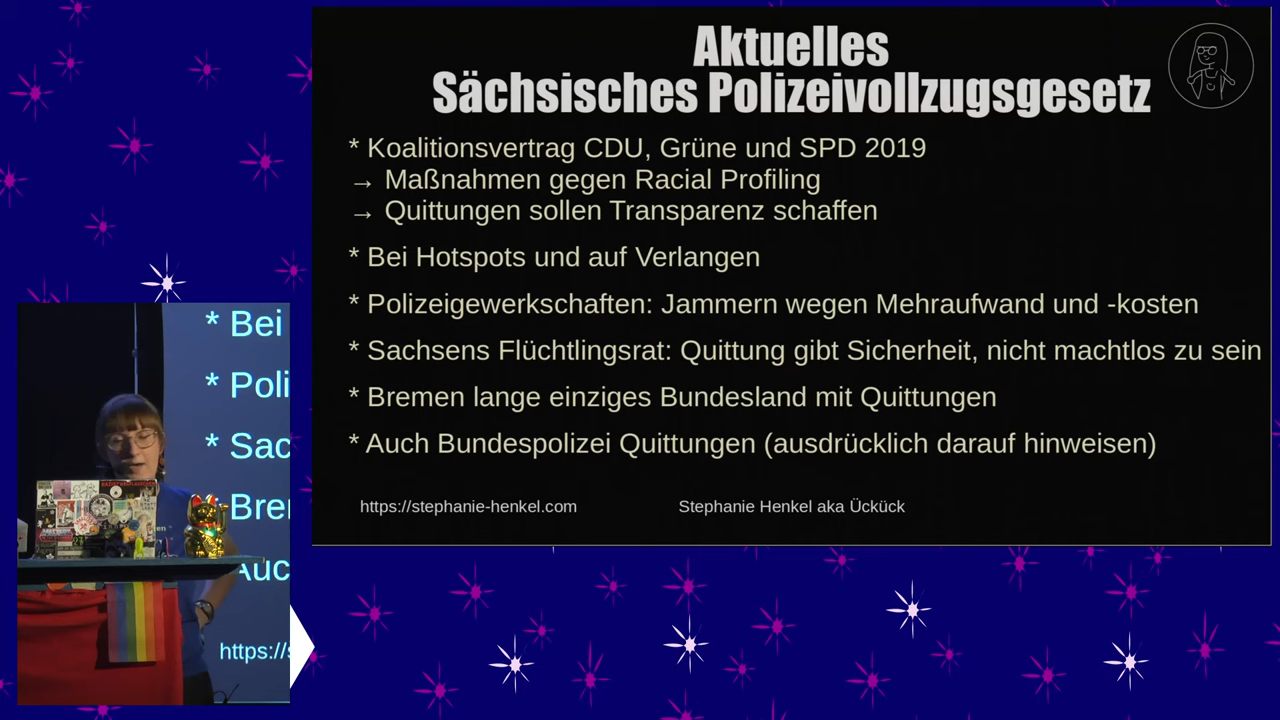 Aktuelles
Sächsisches Polizeivollzugsgesetz
* Koalitionsvertrag CDU, Grüne und SPD 2019
→ Maßnahmen gegen Racial Profiling
→ Quittungen sollen Transparenz schaffen
* Bei Hotspots und auf Verlangen
* Polizeigewerkschaften: Jammern wegen Mehraufwand und -kosten
* Sachsens Flüchtlingsrat: Quittung gibt Sicherheit, nicht machtlos zu sein
* Bremen lange einziges Bundesland mit Quittungen
* Auch Bundespolizei Quittungen (ausdrücklich darauf hinweisen)
https://stephanie-henkel.com
Stephanie Henkel aka Ückück
* Bei
* Poli
* Sac
Bre
Auc
https://s